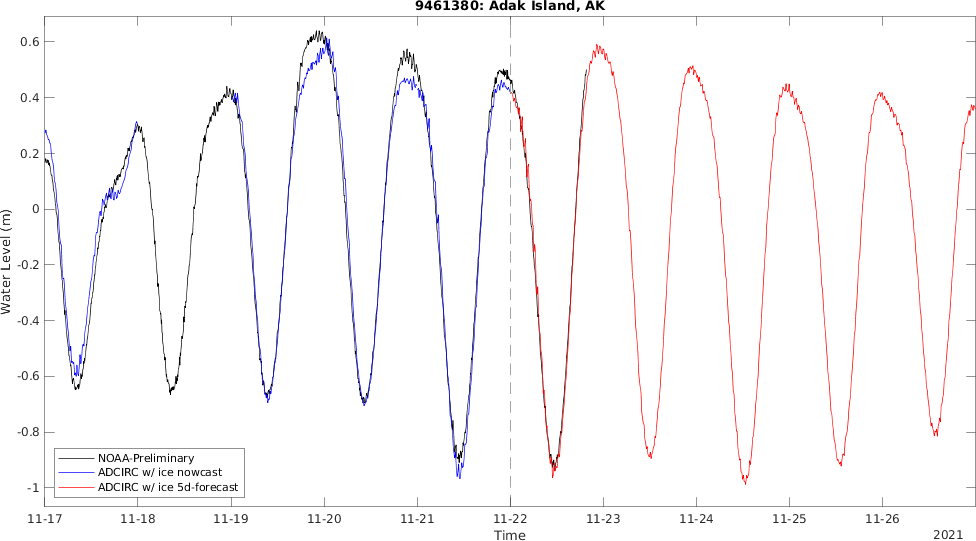 9461380: Adak Island, AK
Water Level (m)
0.6
0.4
0.2
0
-0.2
-0.4
-0.6
-0.8
-1
NOAA-Preliminary
ADCIRC w/ ice nowcast
ADCIRC w/ ice 5d-forecast
11-17 11-18 11-19 11-20 11-21 11-22 11-23 11-24 11-25 11-26
Time
2021